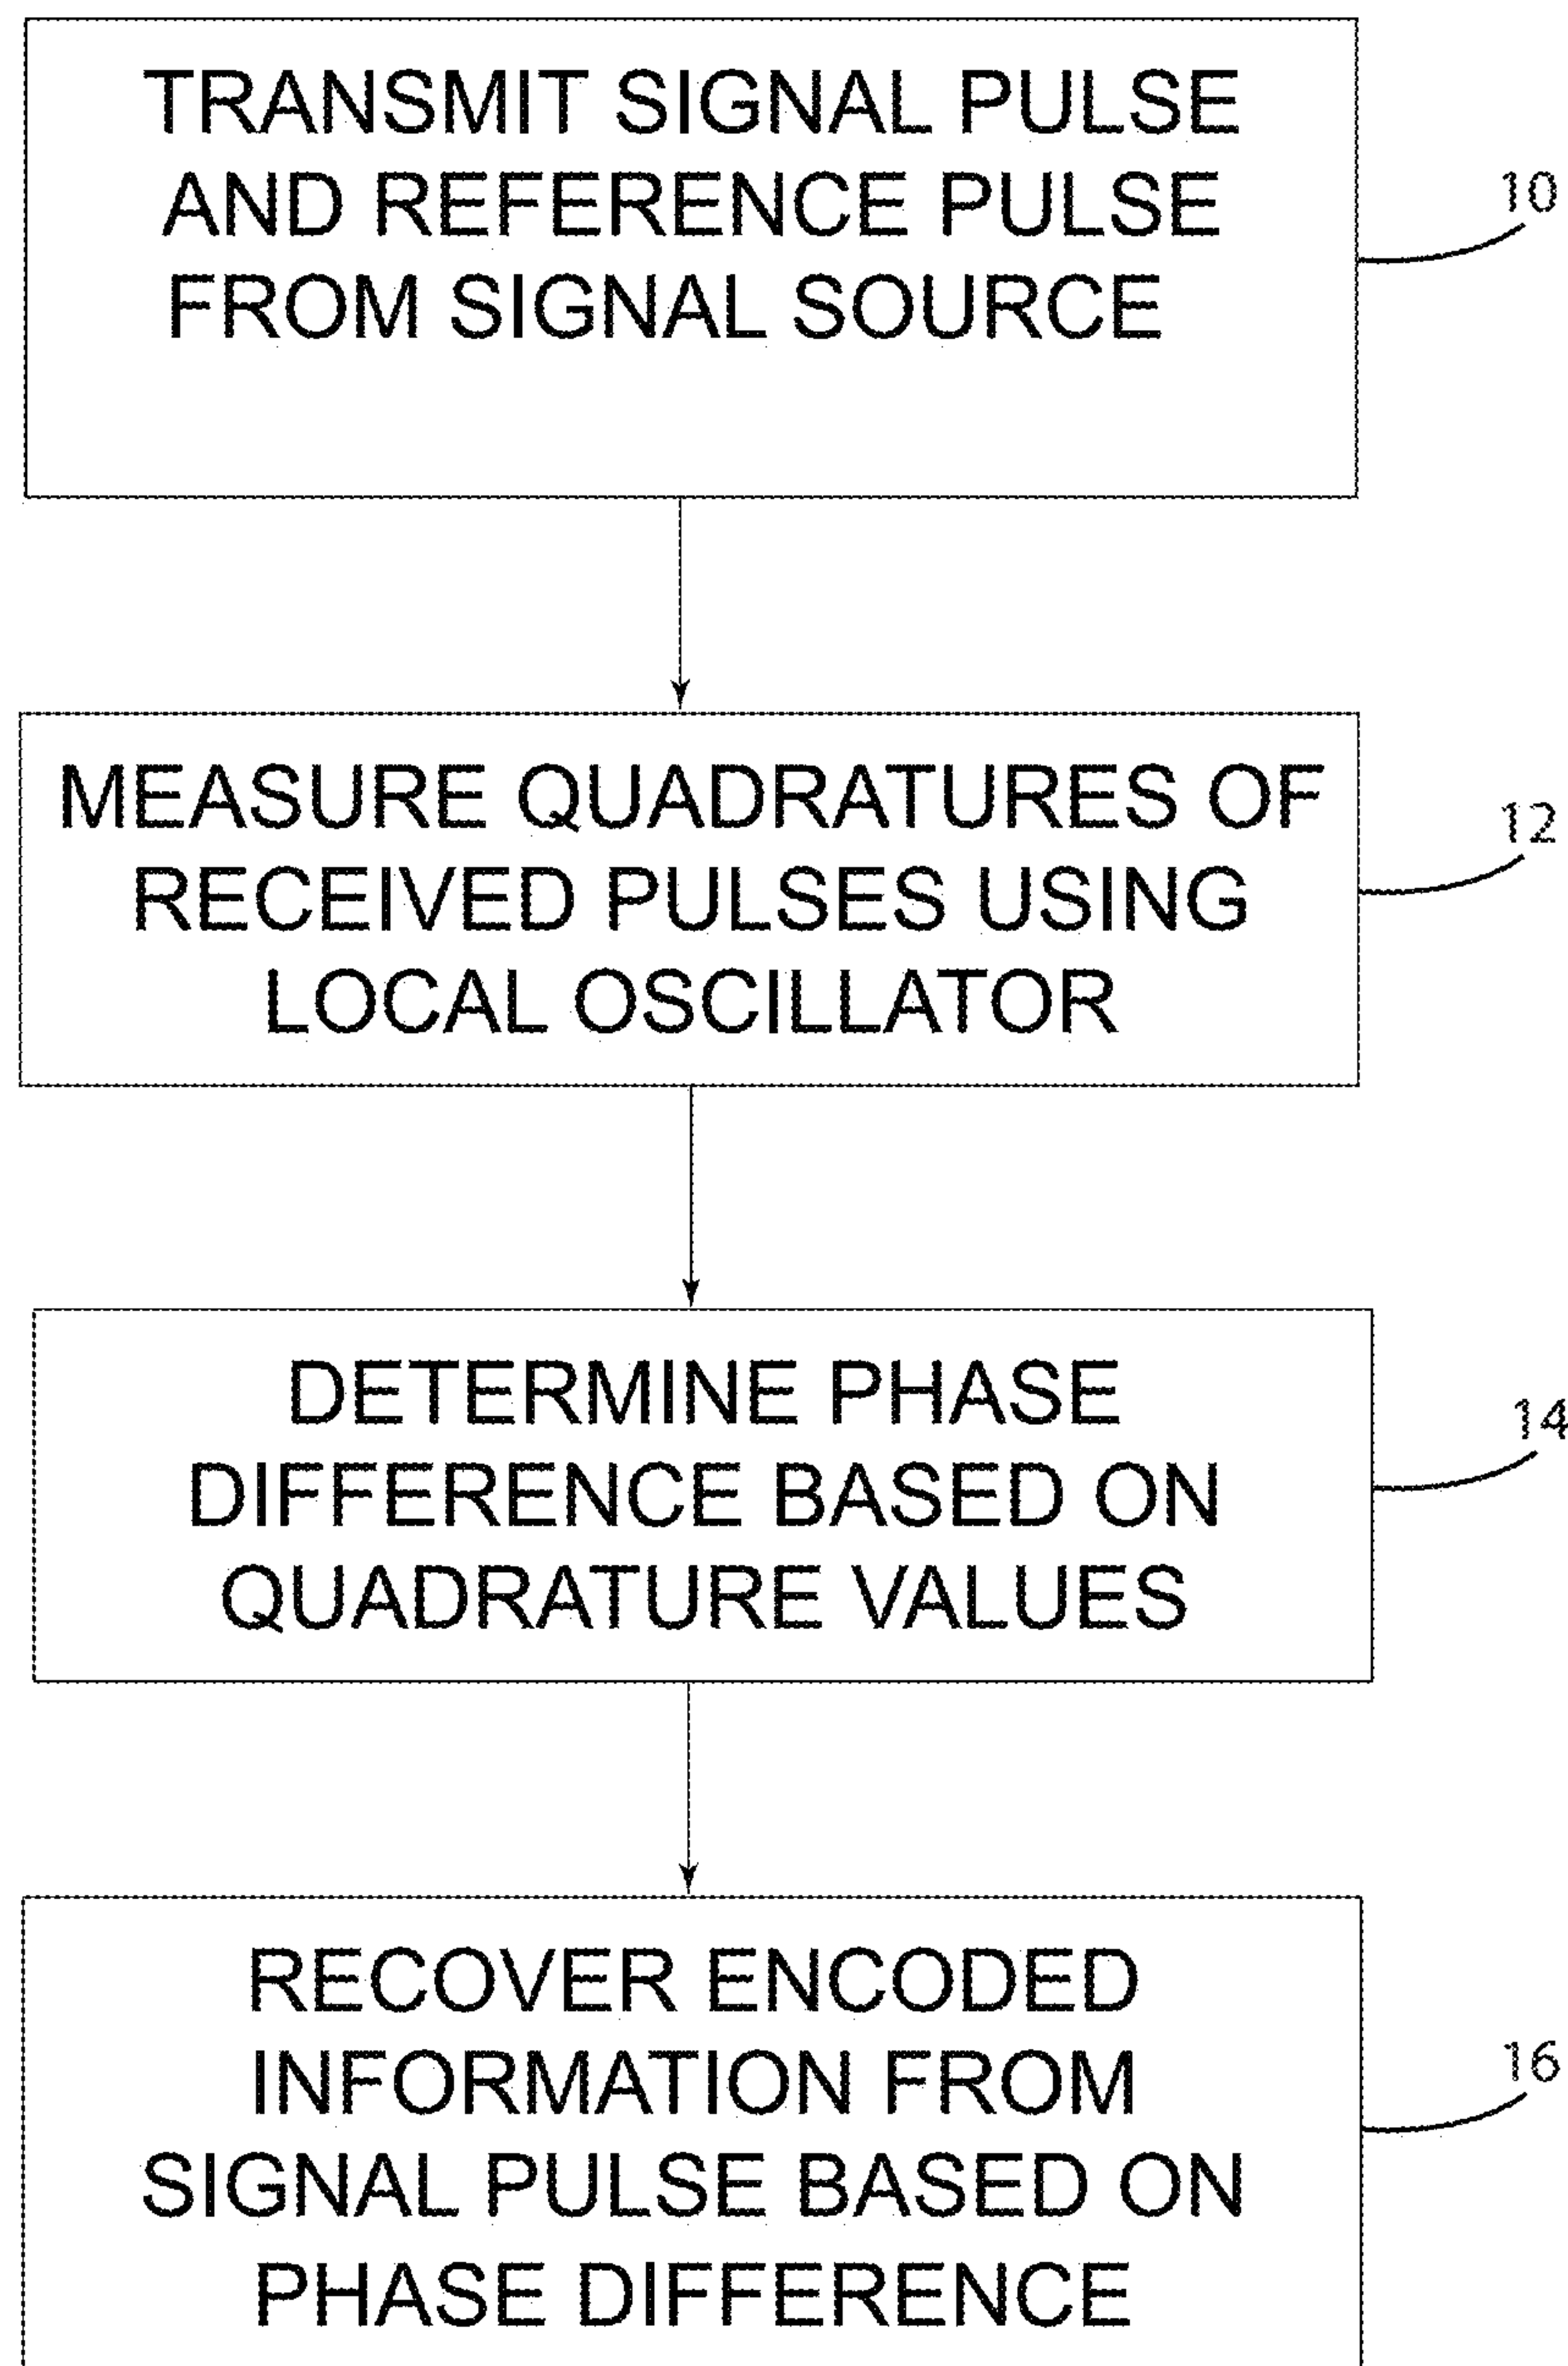 TRANSMIT SIGNAL PULSE
AND REFERENCE PULSE
FROM SIGNAL SOURCE
10
MEASURE QUADRATURES OF
RECEIVED PULSES USING
LOCAL OSCILLATOR
12
DETERMINE PHASE
DIFFERENCE BASED ON
QUADRATURE VALUES
14
RECOVER ENCODED
INFORMATION FROM
SIGNAL PULSE BASED ON
PHASE DIFFERENCE
16